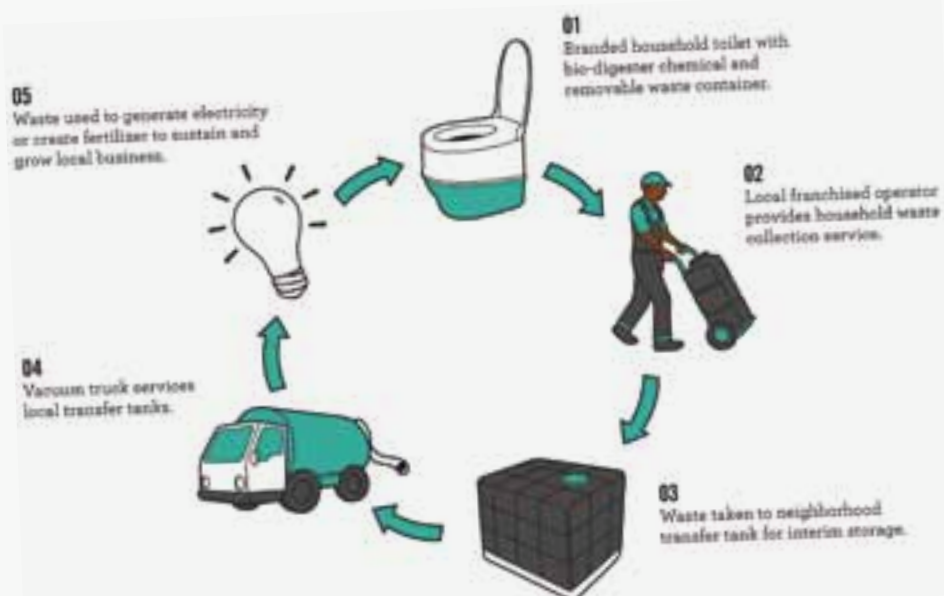 01
Branded household toilet with
bio-digester chemical and
removable waste container.
02
Local franchised operator
provides household waste
collection service.
03
Waste taken to neighborhood
transfer tank for interim storage.
04
Vacuum truck services
local transfer tanks.
05
Waste used to generate electricity
or create fertilizer to sustain and
grow local business.